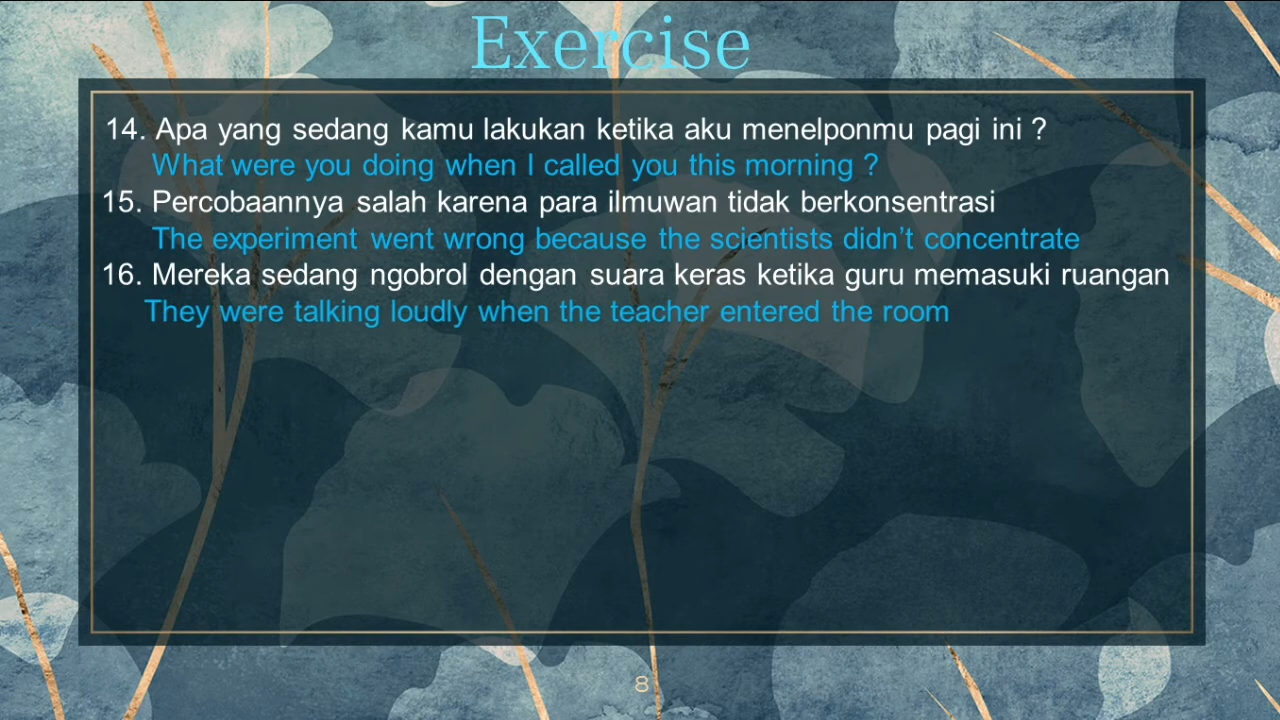 Exercise
14. Apa yang sedang kamu lakukan ketika aku menelponmu pagi ini ?
What were you doing when I called you this morning ?
15. Percobaannya salah karena para ilmuwan tidak berkonsentrasi
The experiment went wrong because the scientists didn’t concentrate
16. Mereka sedang ngobrol dengan suara keras ketika guru memasuki ruangan
They were talking loudly when the teacher entered the room
8